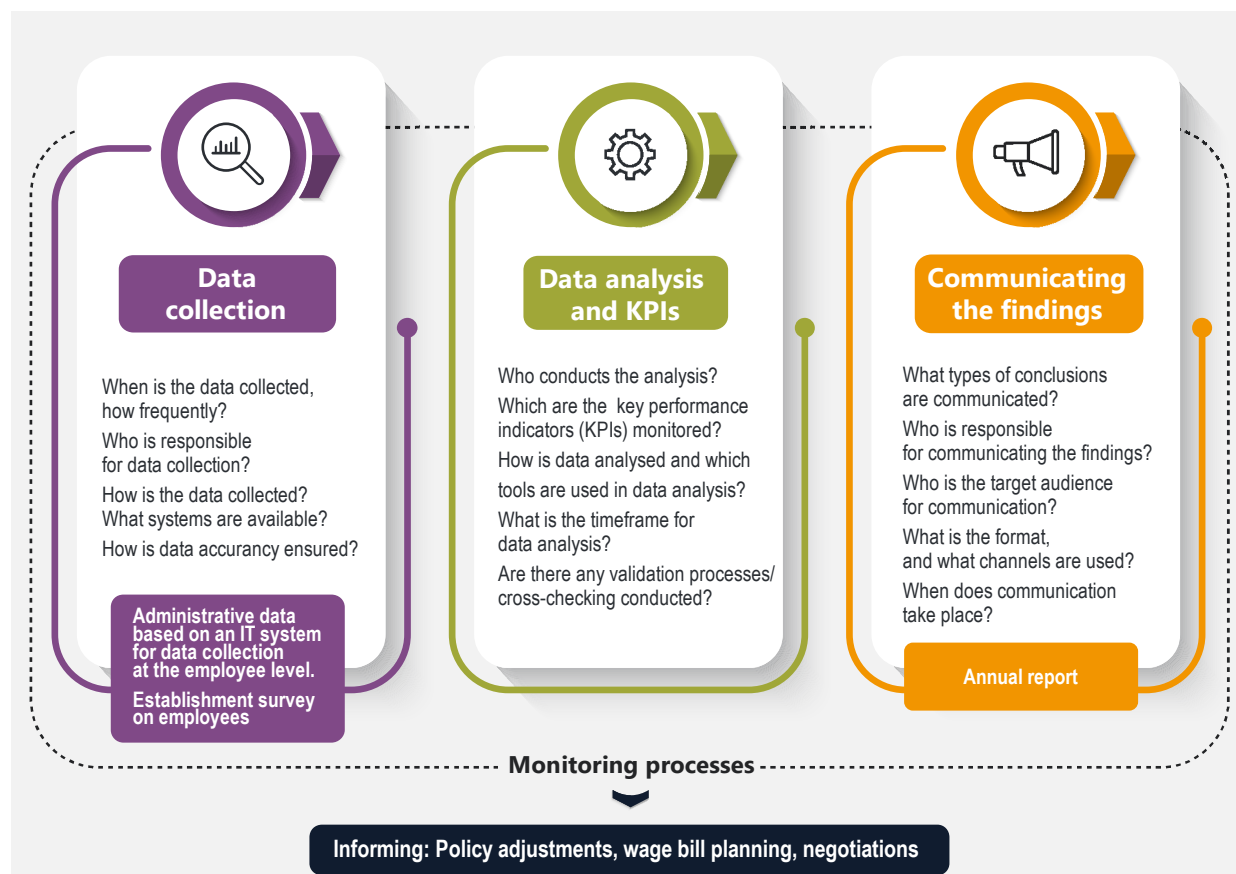 Data
collection
When is the data collected,
how frequently?
Who is responsible
for data collection?
How is the data collected?
What systems are available?
How is data accurancy ensured?
Administrative data
based on an IT system
for data collection
at the employee level.
Establishment survey
on employees
Data analysis
and KPIs
Who conducts the analysis?
Which are the key performance
indicators (KPIs) monitored?
How is data analysed and which
tools are used in data analysis?
What is the timeframe for
data analysis?
Are there any validation processes/
cross-checking conducted?
Communicating
the findings
What types of conclusions
are communicated?
Who is responsible
for communicating the findings?
Who is the target audience
for communication?
What is the format,
and what channels are used?
When does communication
take place?
Annual report
Monitoring processes
Informing: Policy adjustments, wage bill planning, negotiations